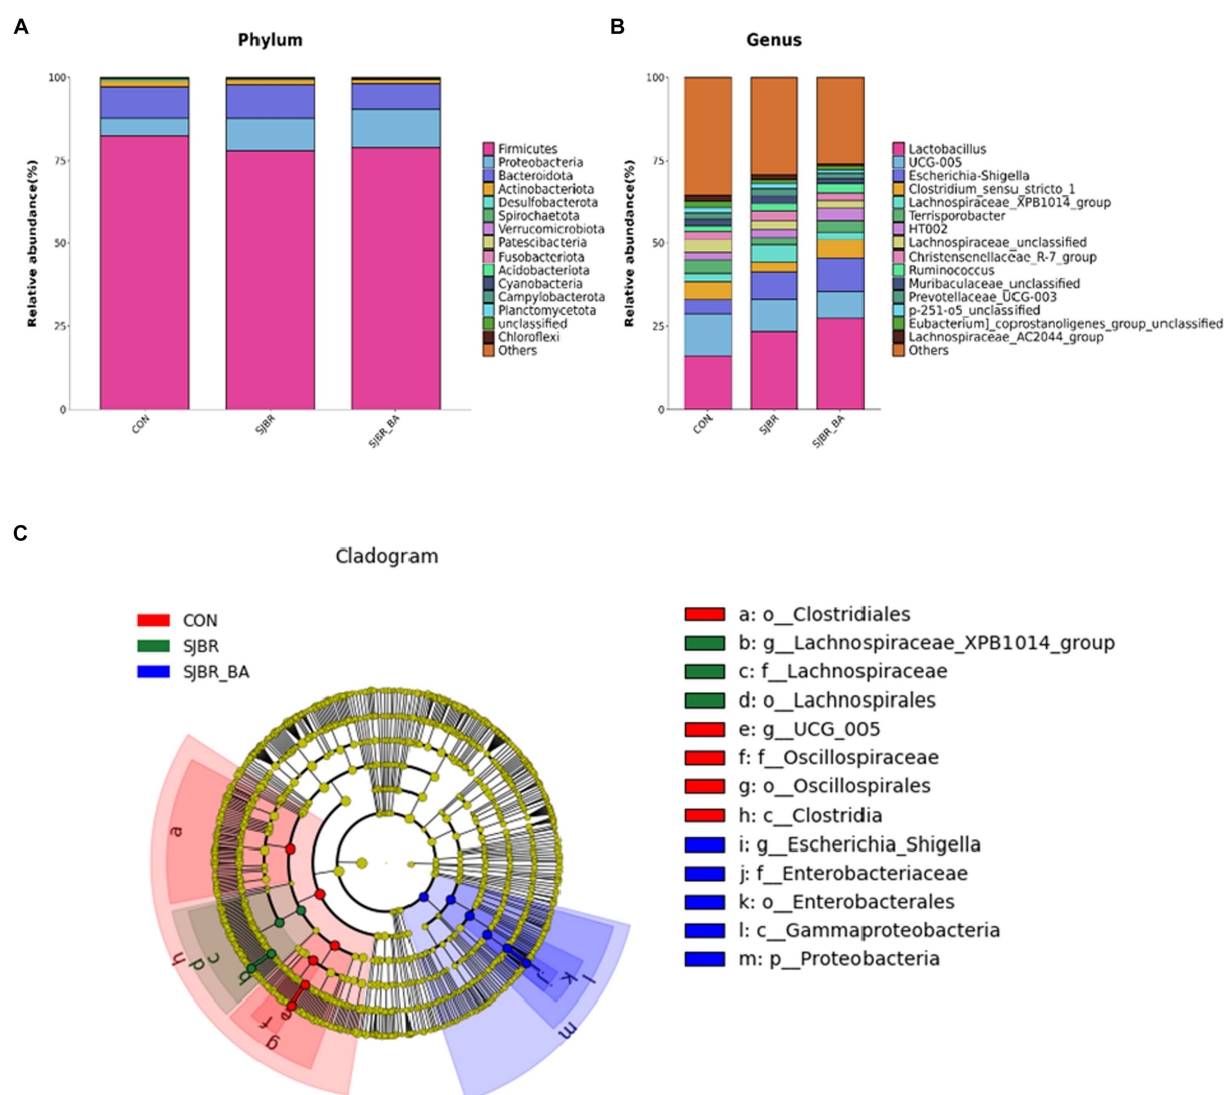 A
Phylum
Relative abundance(%)
100
75
50
25
0
CON
SJBR
SJBR_BA
Firmicutes
Proteobacteria
Bacteroidota
Actinobacteriota
Desulfobacterota
Spirochaetota
Verrucomicrobiota
Patescibacteria
Fusobacteriota
Acidobacteriota
Cyanobacteria
Campylobacterota
Planctomycetota
unclassified
Chloroflexi
Others
B
Genus
Relative abundance(%)
100
75
50
25
0
CON
SJBR
SJBR_BA
Lactobacillus
UCG-005
Escherichia-Shigella
Clostridium_sensu_stricto_1
Lachnospiraceae_XPB1014_group
Terrisporobacter
HT002
Lachnospiraceae_unclassified
Christensenellaceae_R-7_group
Ruminococcus
Muribaculaceae_unclassified
Prevotellaceae_UCG-003
p-251-o5_unclassified
Eubacterium]_coprostanoligenes_group_unclassified
Lachnospiraceae_AC2044_group
Others
C
Cladogram
CON
SJBR
SJBR_BA
a
b
c
d
e
f
g
h
j
k
l
m
a: o__Clostridiales
b: g__Lachnospiraceae_XPB1014_group
c: f__Lachnospiraceae
d: o__Lachnospirales
e: g__UCG_005
f: f__Oscillospiraceae
g: o__Oscillospirales
h: c__Clostridia
i: g__Escherichia_Shigella
j: f__Enterobacteriaceae
k: o__Enterobacterales
l: c__Gammaproteobacteria
m: p__Proteobacteria